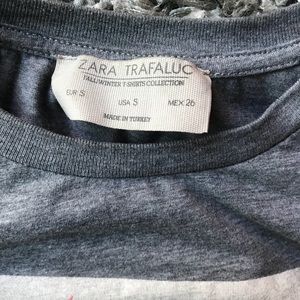 ZARA TRAFALUC
FALL/WINTER T-SHIRTS COLLECTION
EUR S
USA S
MEX 26
MADE IN TURKEY